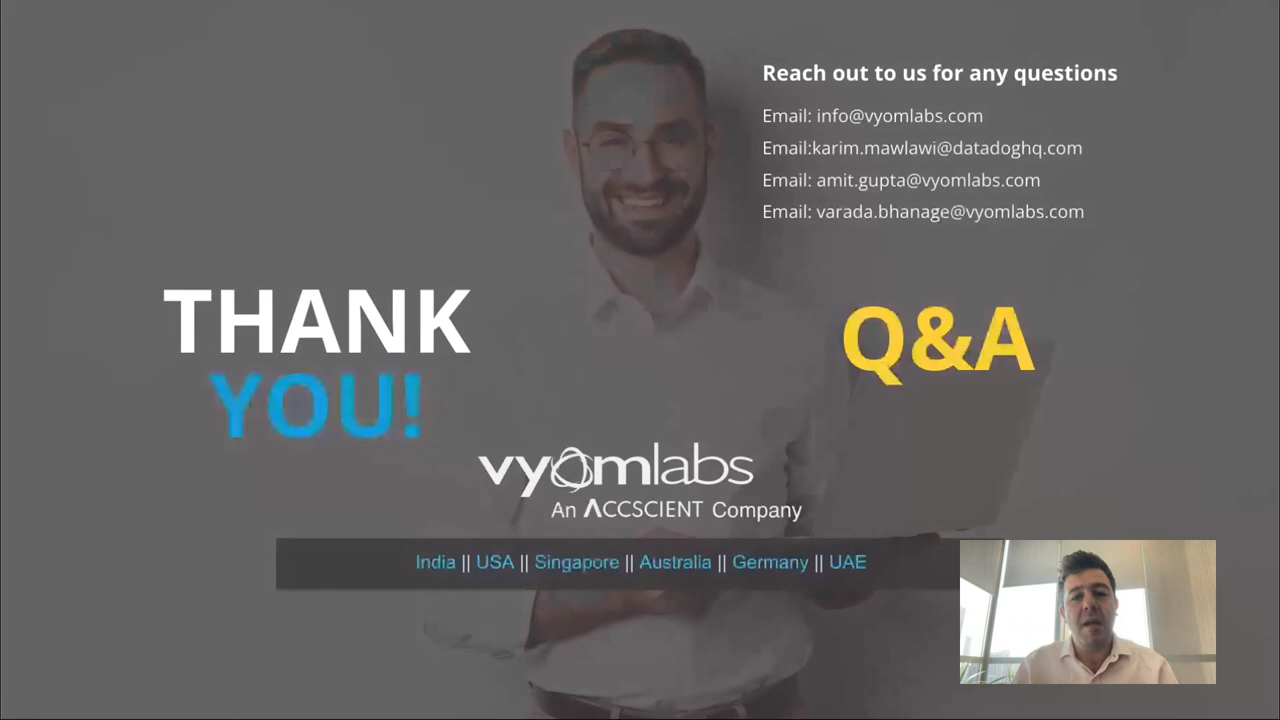 Reach out to us for any questions
Email: info@vyomlabs.com
Email:karim.mawlawi@datadoghq.com
Email: amit.gupta@vyomlabs.com
Email: varada.bhanage@vyomlabs.com
THANK
YOU!
Q&A
vyomlabs
An ACCSCIENT Company
India || USA || Singapore || Australia || Germany || UAE